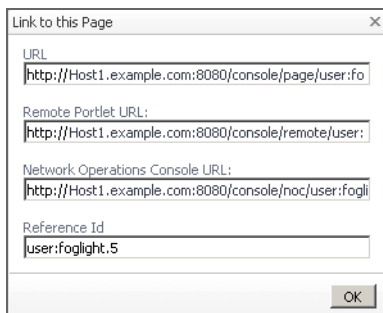 Link to this Page
URL
http://Host1.example.com:8080/console/page/user:fo
Remote Portlet URL:
http://Host1.example.com:8080/console/remote/user:
Network Operations Console URL:
http://Host1.example.com:8080/console/noc/user:fogli
Reference Id
user:foglight.5
OK